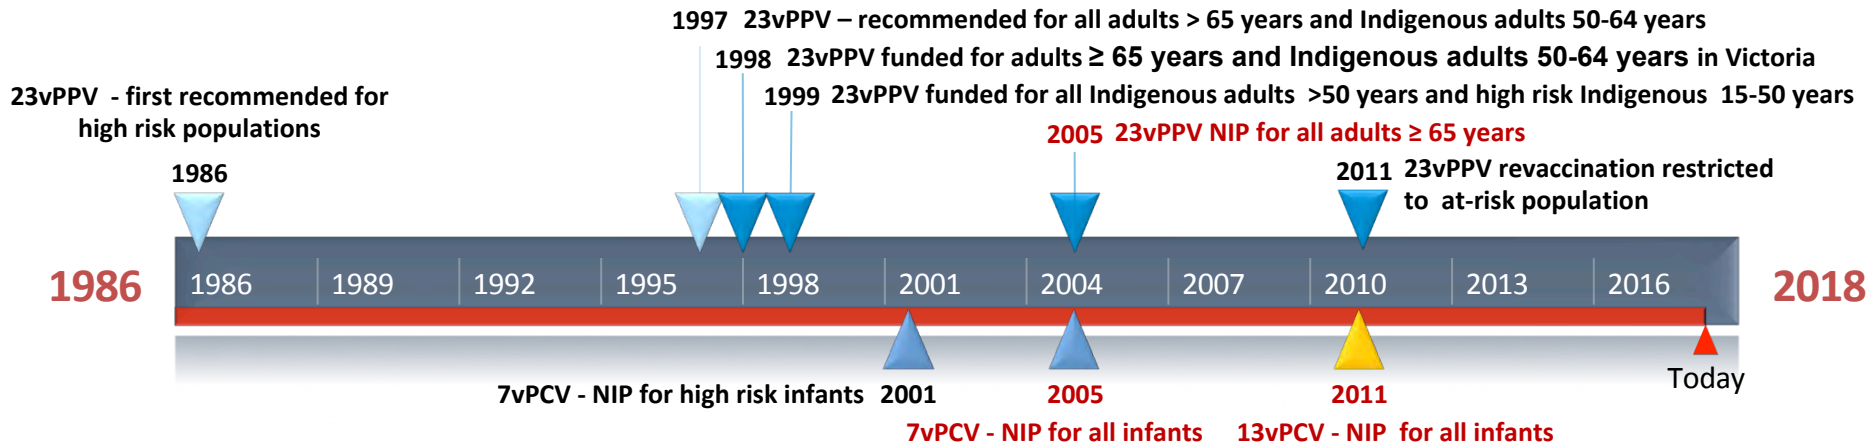 1997 23vPPV – recommended for all adults > 65 years and Indigenous adults 50-64 years
1998 23vPPV funded for adults ≥ 65 years and Indigenous adults 50-64 years in Victoria
1999 23vPPV funded for all Indigenous adults >50 years and high risk Indigenous 15-50 years
23vPPV - first recommended for
high risk populations
1986
2005 23vPPV NIP for all adults ≥ 65 years
2011 23vPPV revaccination restricted
to at-risk population
1986
1986 1989 1992 1995 1998 2001 2004 2007 2010 2013 2016
2018
Today
7vPCV - NIP for high risk infants 2001
2005
7vPCV - NIP for all infants
2011
13vPCV - NIP for all infants